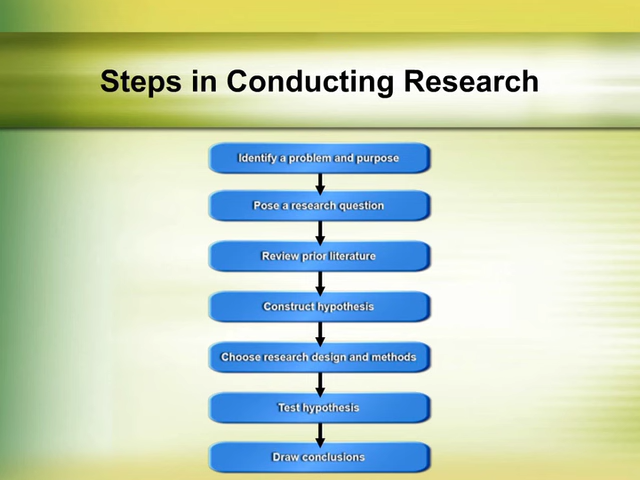 Steps in Conducting Research
Identify a problem and purpose
Pose a research question
Review prior literature
Construct hypothesis
Choose research design and methods
Test hypothesis
Draw conclusions